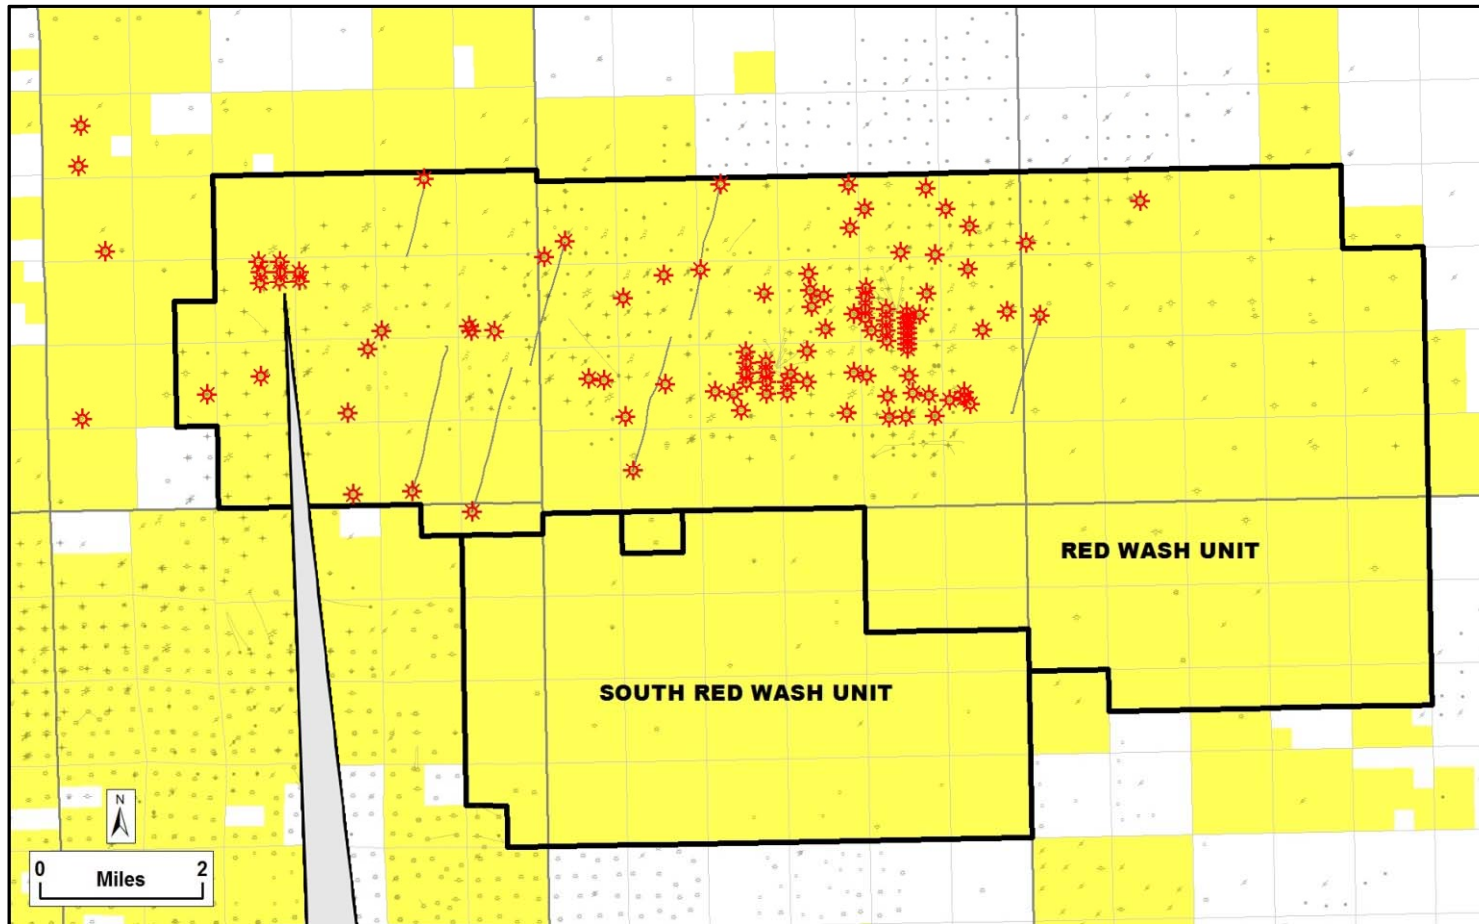 RED WASH UNIT
SOUTH RED WASH UNIT
N
0 2
Miles